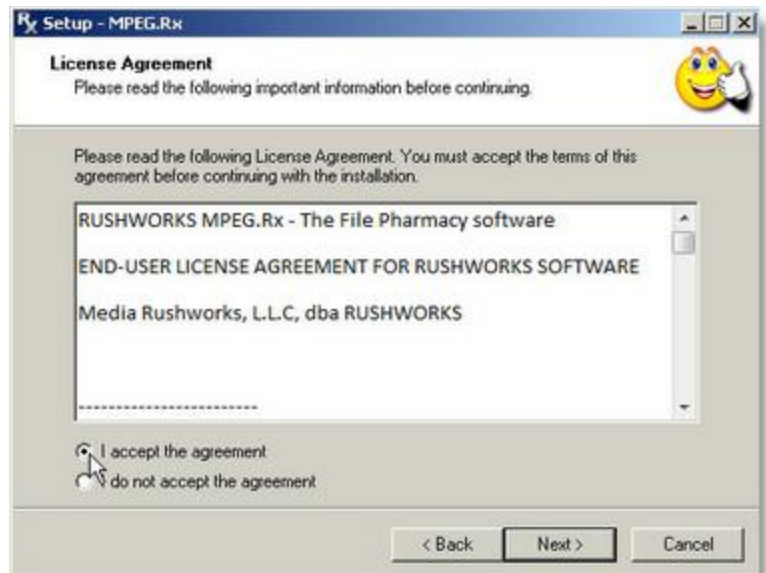 Rx Setup - MPEG.Rx
License Agreement
Please read the following important information before continuing.
Please read the following License Agreement. You must accept the terms of this
agreement before continuing with the installation.
RUSHWORKS MPEG.Rx - The File Pharmacy software
END-USER LICENSE AGREEMENT FOR RUSHWORKS SOFTWARE
Media Rushworks, L.L.C, dba RUSHWORKS
------------------------
I accept the agreement
I do not accept the agreement
< Back
Next >
Cancel